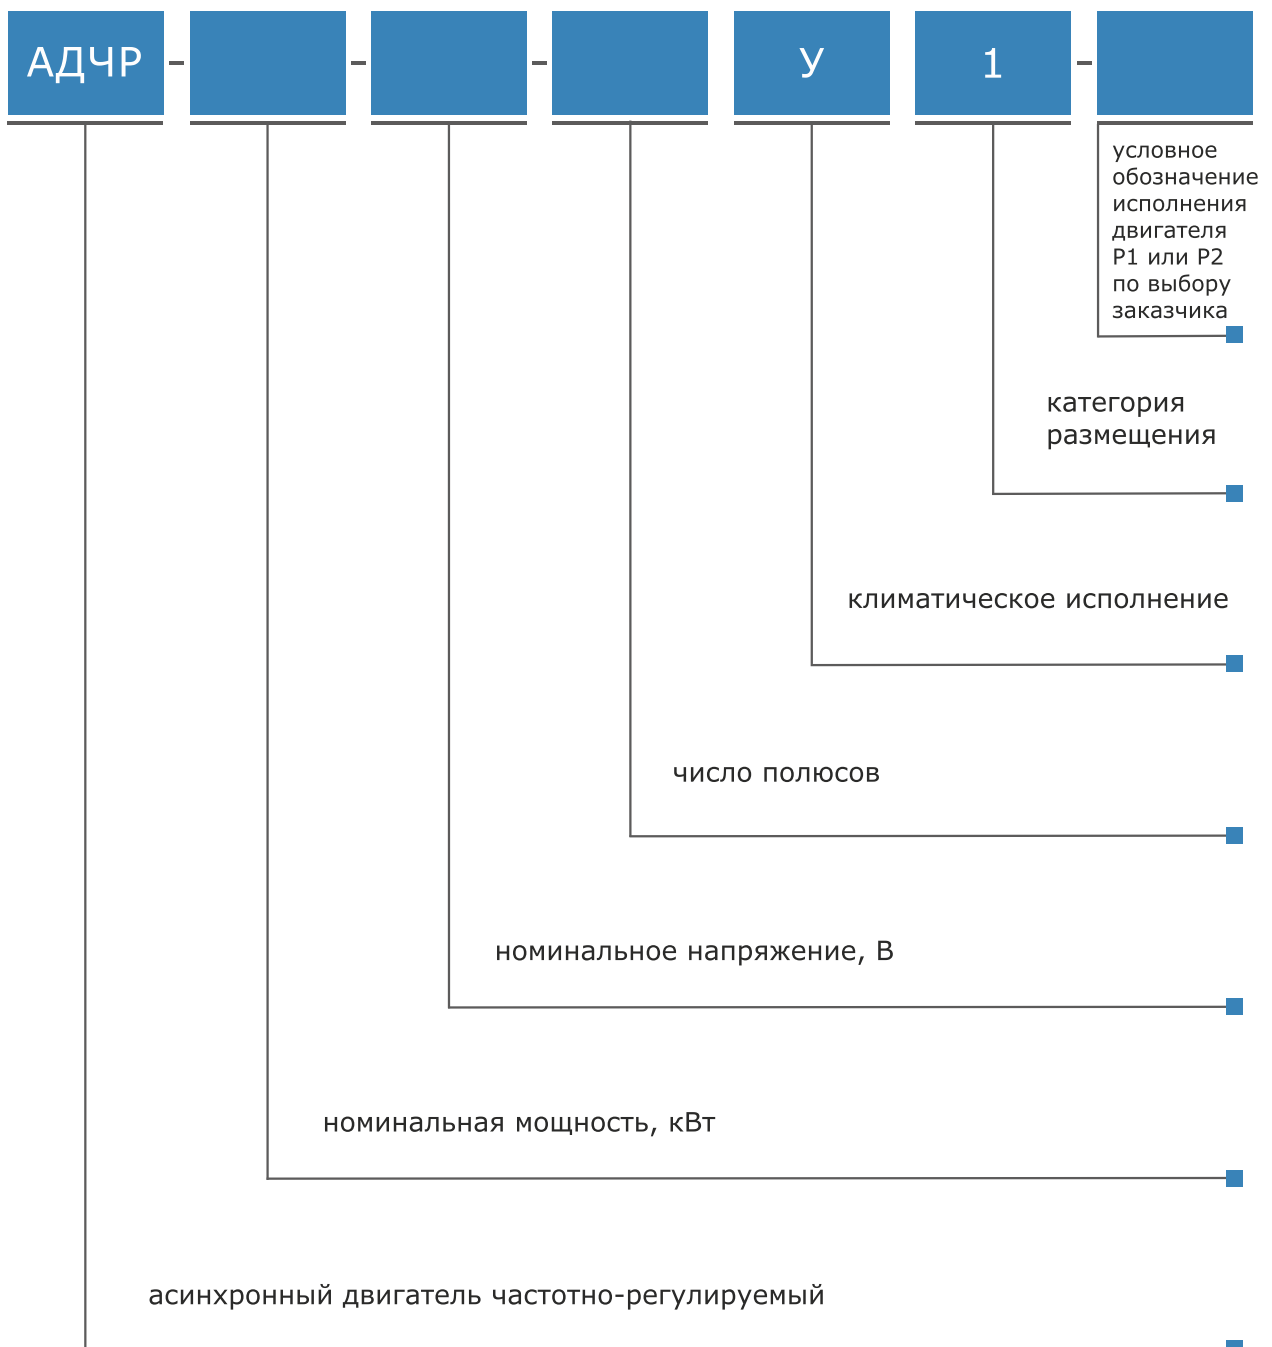 АДЧР - - - У 1 -
условное
обозначение
исполнения
двигателя
Р1 или Р2
по выбору
заказчика
категория
размещения
климатическое исполнение
число полюсов
номинальное напряжение, В
номинальная мощность, кВт
асинхронный двигатель частотно-регулируемый